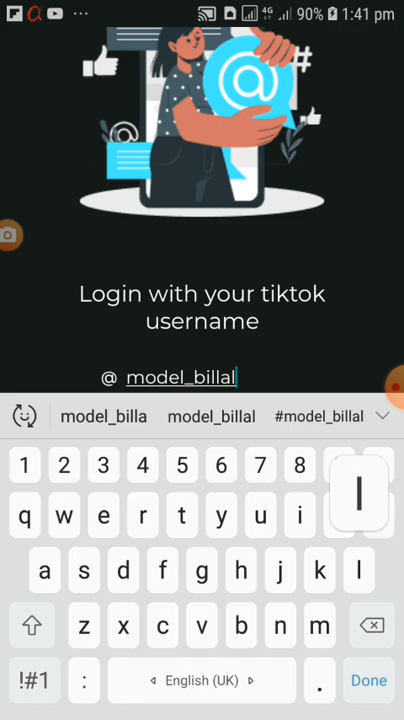 4G 90% 1:41 pm
@
#
@
Login with your tiktok
username
@ model_billal
model_billa model_billal #model_billal
1 2 3 4 5 6 7 8
l
q w e r t y u i
a s d f g h j k l
z x c v b n m
!#1 : English (UK) . Done